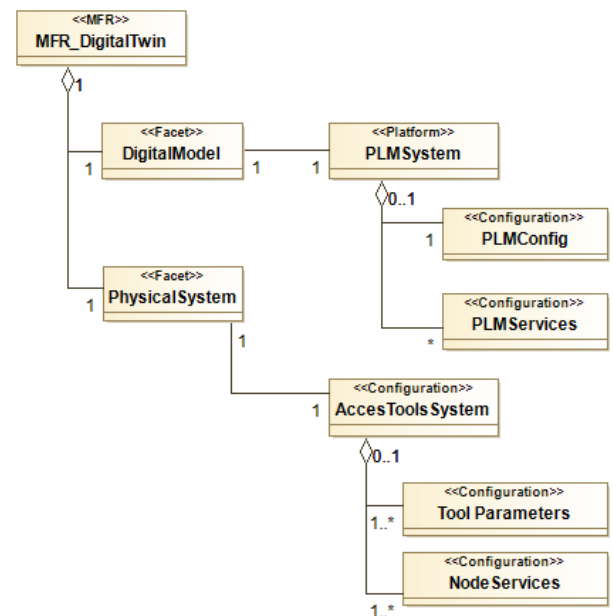 <<MFR>>
MFR_DigitalTwin
1
<<Facet>>
DigitalModel
1
1
1
<<Platform>>
PLMSystem
0..1
<<Configuration>>
PLMConfig
1
<<Facet>>
PhysicalSystem
1
1
<<Configuration>>
PLMServices
*
<<Configuration>>
AccesToolsSystem
1
0..1
<<Configuration>>
Tool Parameters
1..*
<<Configuration>>
NodeServices
1..*